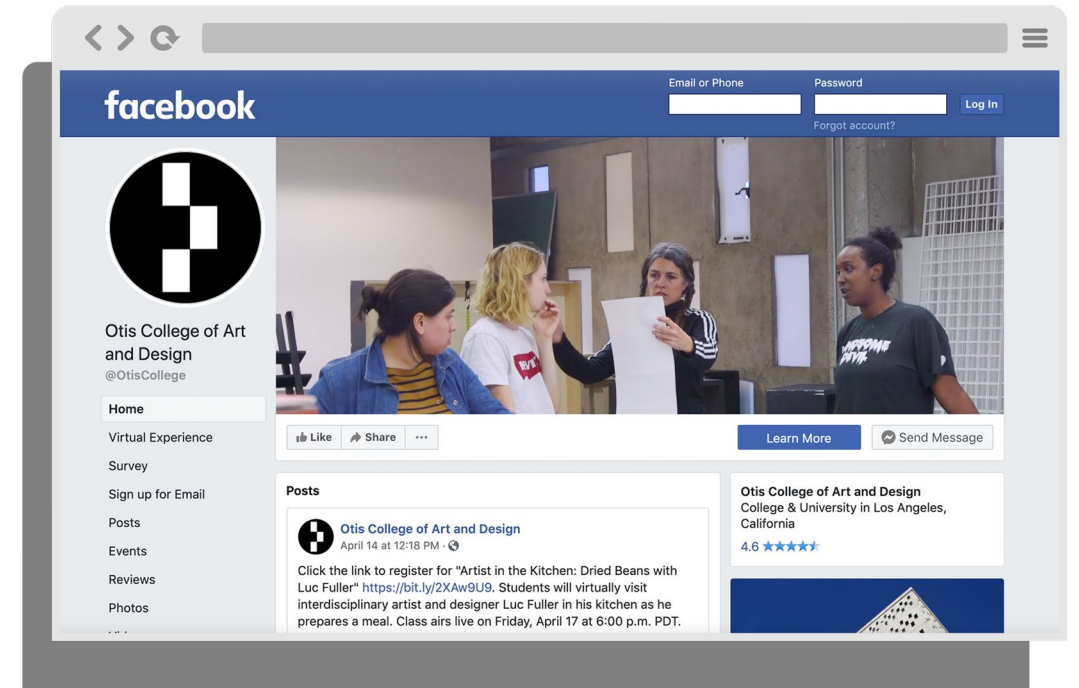 facebook
Email or Phone
Password
Log In
Forgot account?
Otis College of Art
and Design
@OtisCollege
Home
Virtual Experience
Survey
Sign up for Email
Posts
Events
Reviews
Photos
Like
Share
Learn More
Send Message
Posts
Otis College of Art and Design
April 14 at 12:18 PM ·
Click the link to register for "Artist in the Kitchen: Dried Beans with
Luc Fuller" https://bit.ly/2XAw9U9. Students will virtually visit
interdisciplinary artist and designer Luc Fuller in his kitchen as he
prepares a meal. Class airs live on Friday, April 17 at 6:00 p.m. PDT.
Otis College of Art and Design
College & University in Los Angeles,
California
4.6